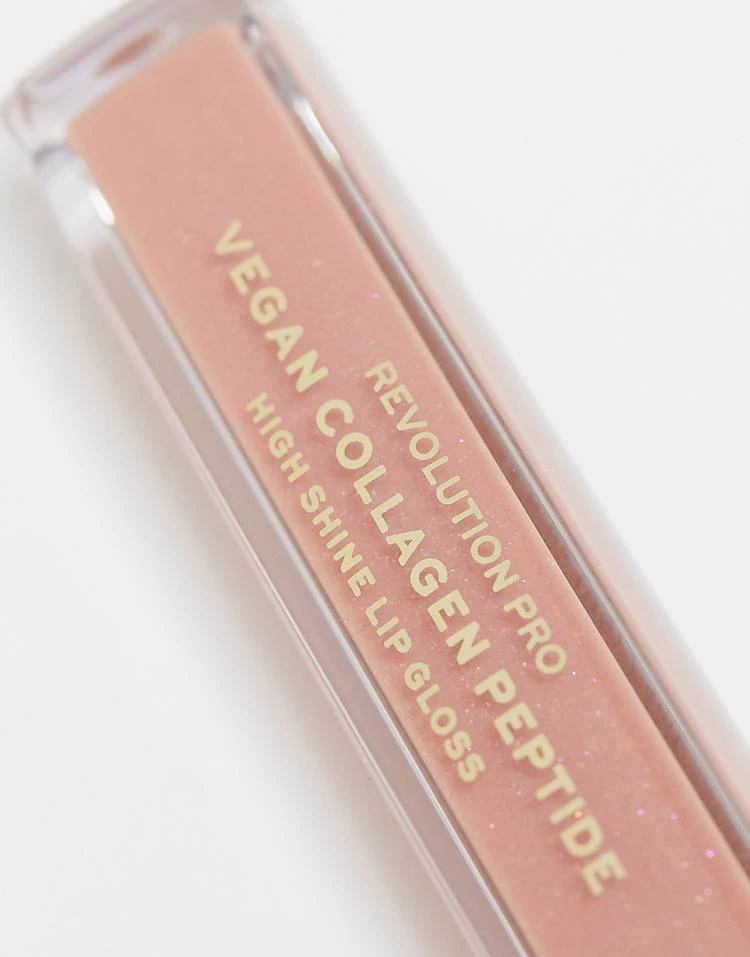 REVOLUTION PRO
VEGAN COLLAGEN PEPTIDE
HIGH SHINE LIP GLOSS